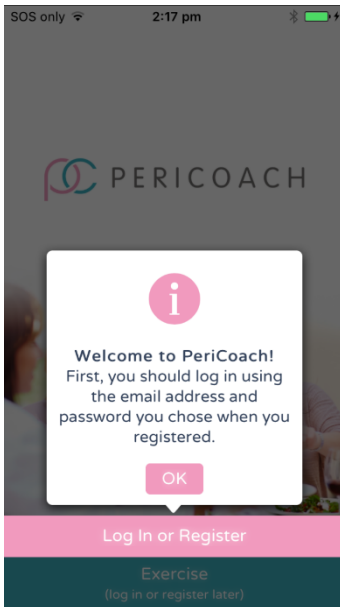 SOS only 2:17 pm
PERICOACH
i
Welcome to PeriCoach!
First, you should log in using
the email address and
password you chose when you
registered.
OK
Log In or Register
Exercise
(log in or register later)